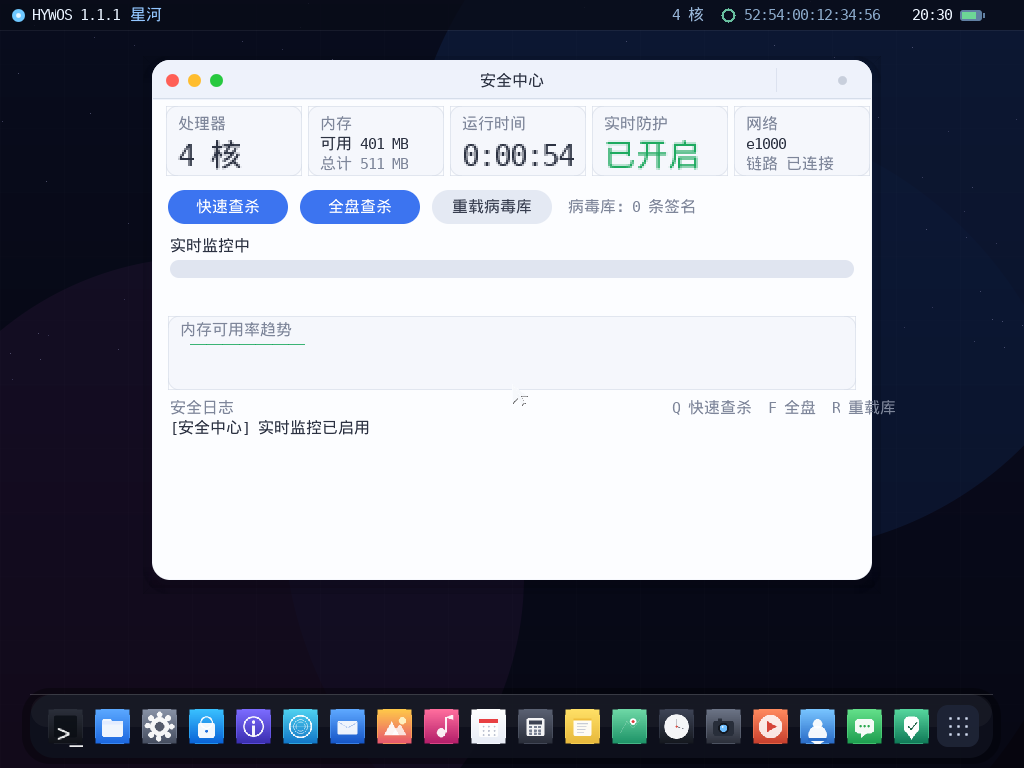 HYWOS 1.1.1 星河
4 核 52:54:00:12:34:56 20:30
安全中心
处理器
4 核
内存
可用 401 MB
总计 511 MB
运行时间
0:00:54
实时防护
已开启
网络
e1000
链路 已连接
快速查杀 全盘查杀 重载病毒库 病毒库: 0 条签名
实时监控中
内存可用率趋势
安全日志 Q 快速查杀 F 全盘 R 重载库
[安全中心] 实时监控已启用
>_